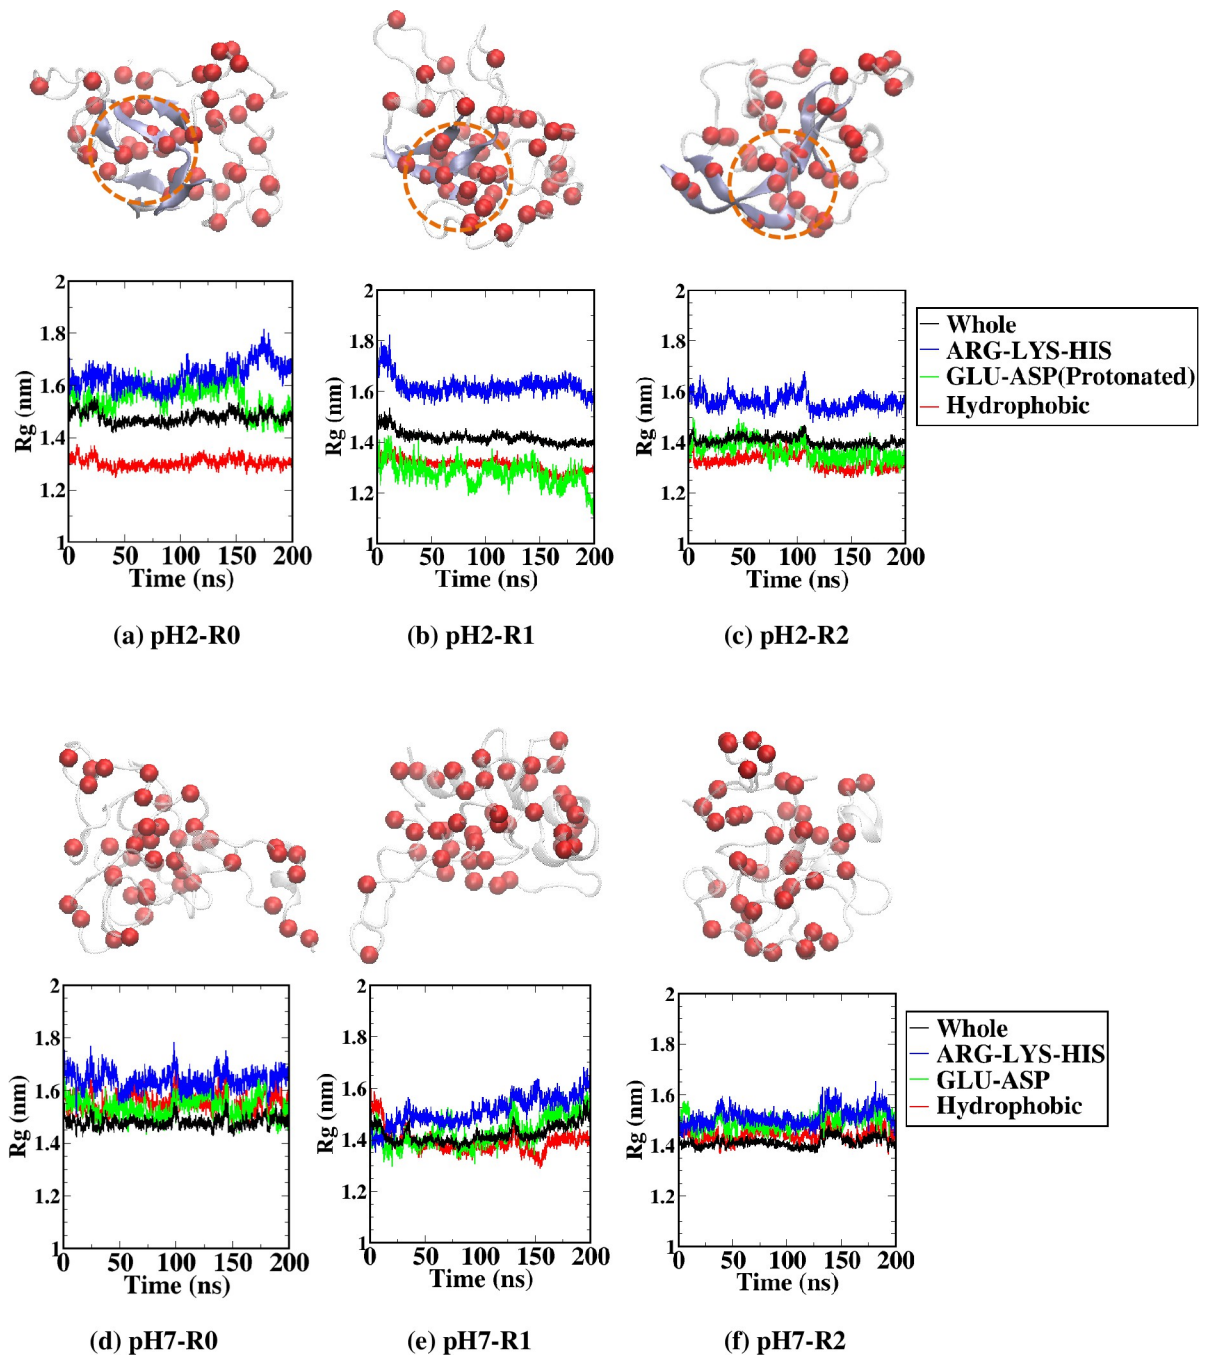 2
1.8
1.6
1.4
1.2
1
Rg (nm)
0 50 100 150 200
Time (ns)
(a) pH2-R0
2
1.8
1.6
1.4
1.2
1
Rg (nm)
0 50 100 150 200
Time (ns)
(b) pH2-R1
2
1.8
1.6
1.4
1.2
1
Rg (nm)
0 50 100 150 200
Time (ns)
(c) pH2-R2
Whole
ARG-LYS-HIS
GLU-ASP(Protonated)
Hydrophobic
2
1.8
1.6
1.4
1.2
1
Rg (nm)
0 50 100 150 200
Time (ns)
(d) pH7-R0
2
1.8
1.6
1.4
1.2
1
Rg (nm)
0 50 100 150 200
Time (ns)
(e) pH7-R1
2
1.8
1.6
1.4
1.2
1
Rg (nm)
0 50 100 150 200
Time (ns)
(f) pH7-R2
Whole
ARG-LYS-HIS
GLU-ASP
Hydrophobic